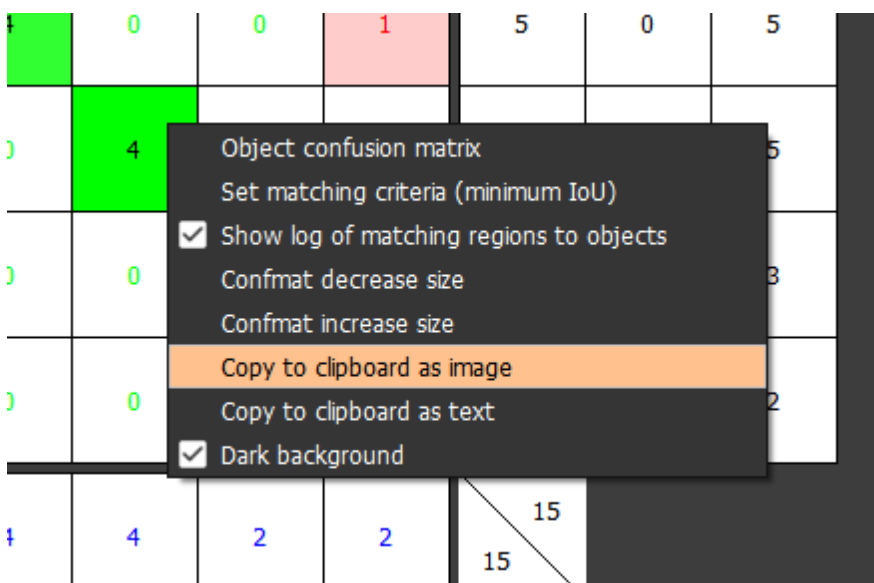 0 0 1 5 0 5
4 5
Object confusion matrix
Set matching criteria (minimum IoU)
Show log of matching regions to objects
0 3
Confmat decrease size
Confmat increase size
Copy to clipboard as image
0 2
Copy to clipboard as text
Dark background
4 2 2 15
15